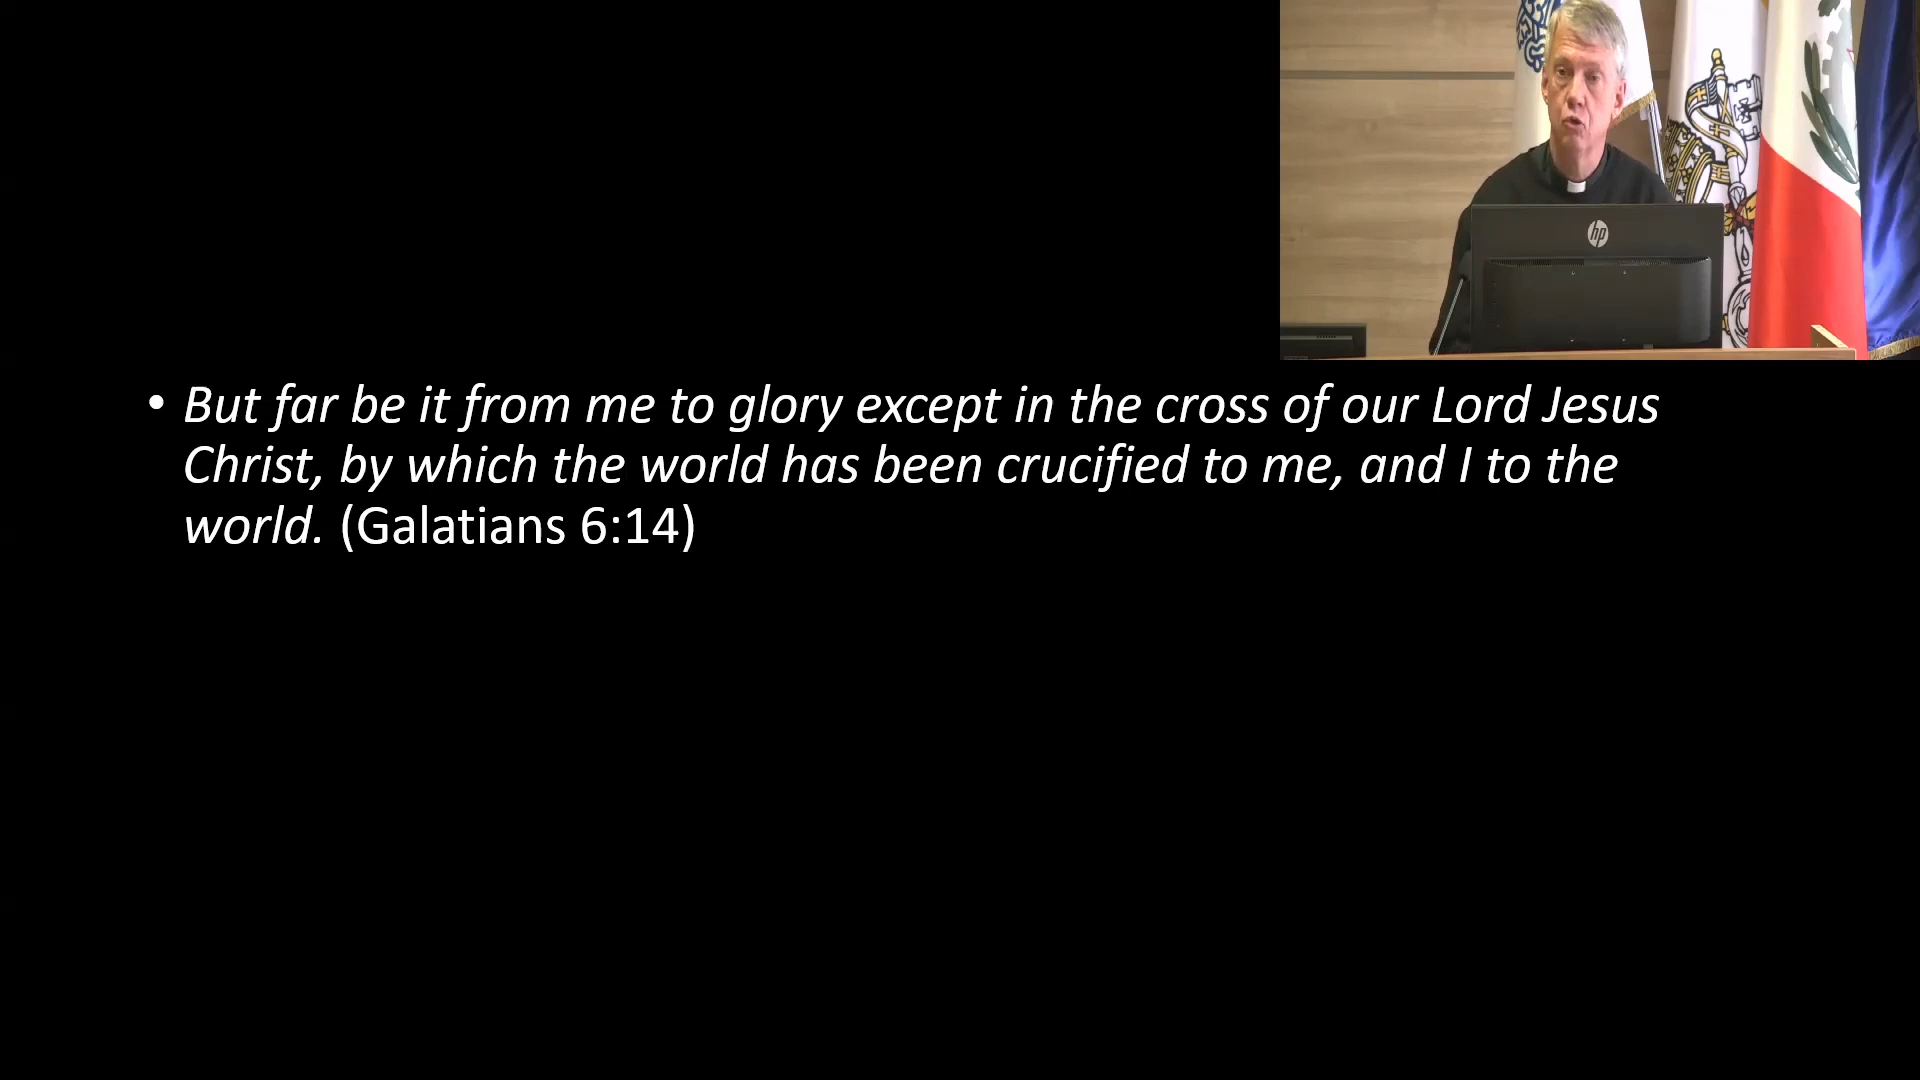 hp
• But far be it from me to glory except in the cross of our Lord Jesus
Christ, by which the world has been crucified to me, and I to the
world. (Galatians 6:14)